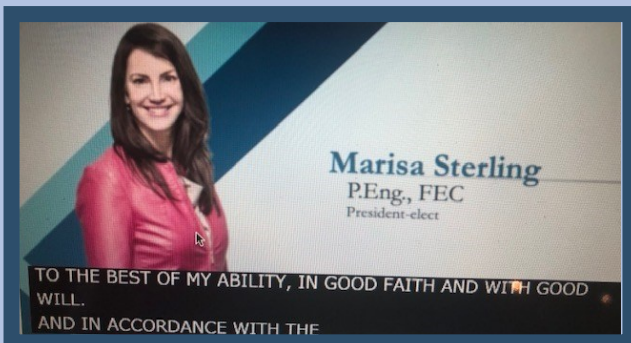 Marisa Sterling
P.Eng., FEC
President-elect
TO THE BEST OF MY ABILITY, IN GOOD FAITH AND WITH GOOD
WILL.
AND IN ACCORDANCE WITH THE